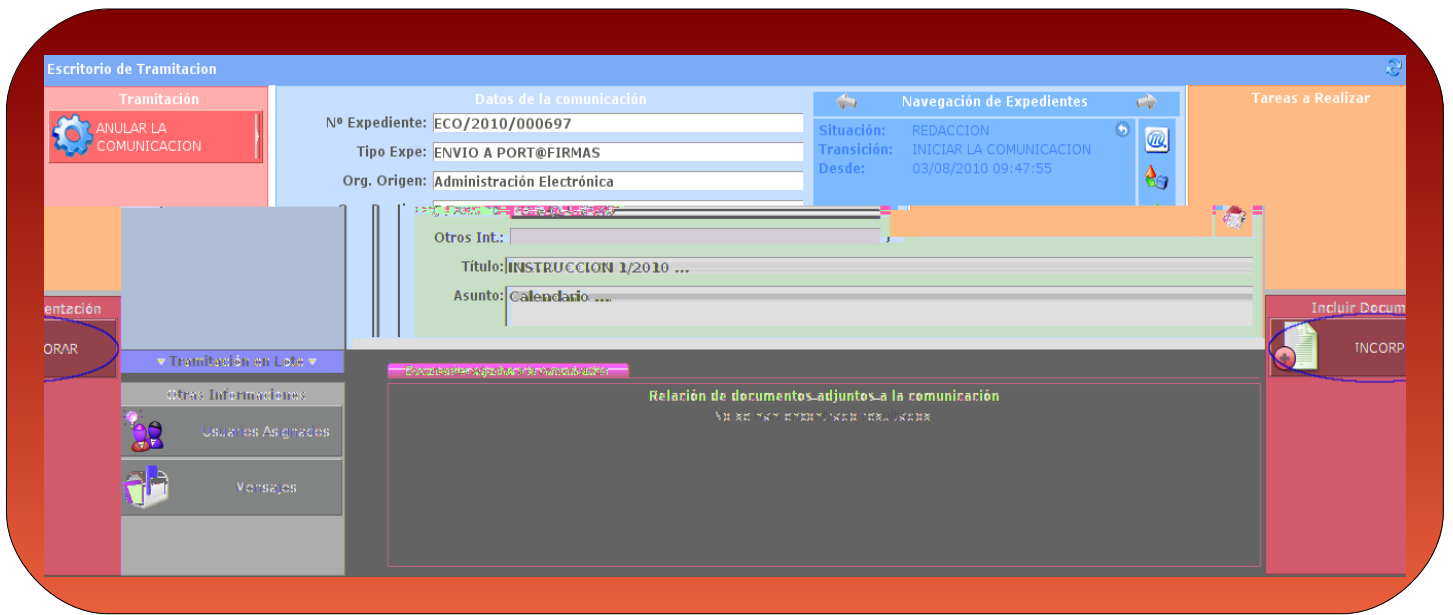 Escritorio de Tramitacion
Tramitación
ANULAR LA
COMUNICACION
Datos de la comunicación
Nº Expediente: ECO/2010/000697
Tipo Expe: ENVIO A PORT@FIRMAS
Org. Origen: Administración Electrónica
Otros Int.:
Título: INSTRUCCION 1/2010 ...
Asunto: Calendario ...
Navegación de Expedientes
Situación: REDACCION
Transición: INICIAR LA COMUNICACION
Desde: 03/08/2010 09:47:55
Tareas a Realizar
entación
ORAR
Incluir Docum
INCORP
▾ Tramitación en Lote ▾
Otras Informaciones
Usuarios Asignados
Mensajes
Relación de documentos adjuntos a la comunicación